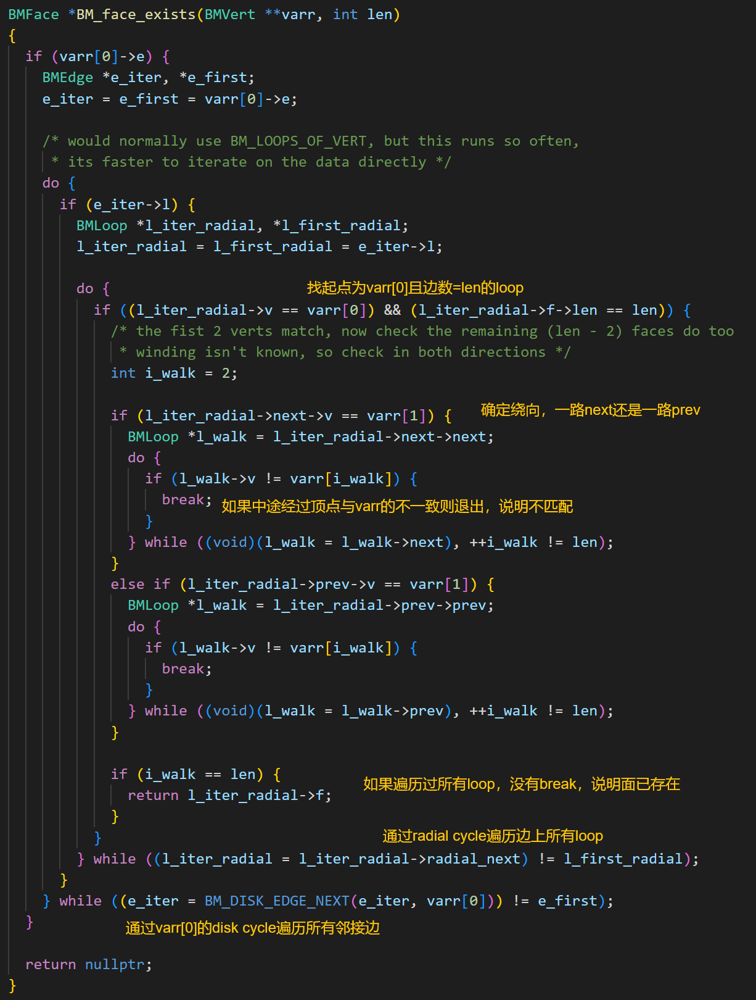 BMFace *BM_face_exists(BMVert **varr, int len)
{
  if (varr[0]->e) {
    BMEdge *e_iter, *e_first;
    e_iter = e_first = varr[0]->e;

    /* would normally use BM_LOOPS_OF_VERT, but this runs so often,
     * its faster to iterate on the data directly */
    do {
      if (e_iter->l) {
        BMLoop *l_iter_radial, *l_first_radial;
        l_iter_radial = l_first_radial = e_iter->l;

        do { 找起点为varr[0]且边数=len的loop
          if ((l_iter_radial->v == varr[0]) && (l_iter_radial->f->len == len)) {
            /* the fist 2 verts match, now check the remaining (len - 2) faces do too
             * winding isn't known, so check in both directions */
            int i_walk = 2;

            if (l_iter_radial->next->v == varr[1]) { 确定绕向，一路next还是一路prev
              BMLoop *l_walk = l_iter_radial->next->next;
              do {
                if (l_walk->v != varr[i_walk]) {
                  break; 如果中途经过顶点与varr的不一致则退出，说明不匹配
                }
              } while ((void)(l_walk = l_walk->next), ++i_walk != len);
            }
            else if (l_iter_radial->prev->v == varr[1]) {
              BMLoop *l_walk = l_iter_radial->prev->prev;
              do {
                if (l_walk->v != varr[i_walk]) {
                  break;
                }
              } while ((void)(l_walk = l_walk->prev), ++i_walk != len);
            }

            if (i_walk == len) { 如果遍历过所有loop，没有break，说明面已存在
              return l_iter_radial->f;
            }
          } 通过radial cycle遍历边上所有loop
        } while ((l_iter_radial = l_iter_radial->radial_next) != l_first_radial);
      }
    } while ((e_iter = BM_DISK_EDGE_NEXT(e_iter, varr[0])) != e_first);
  } 通过varr[0]的disk cycle遍历所有邻接边

  return nullptr;
}